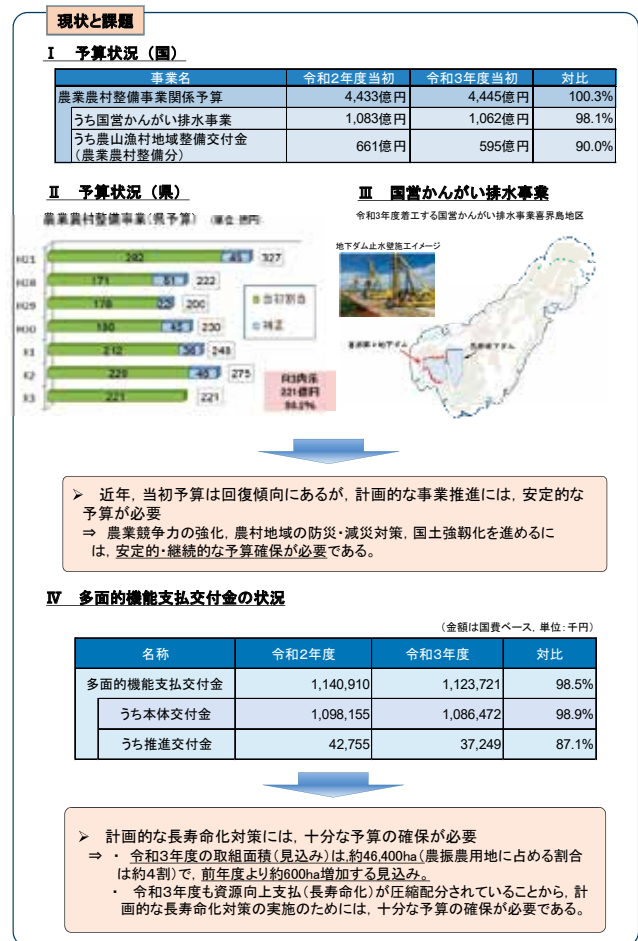 現状と課題
Ⅰ 予算状況（国）
事業名 令和2年度当初 令和3年度当初 対比
農業農村整備事業関係予算 4,433億円 4,445億円 100.3%
うち国営かんがい排水事業 1,083億円 1,062億円 98.1%
うち農山漁村地域整備交付金
（農業農村整備分） 661億円 595億円 90.0%
Ⅱ 予算状況（県）
農業農村整備事業(県予算) (単位:億円)
282 45 327
H28 171 51 222
H29 178 22 200
H30 180 230
R1 212 36 248
R2 229 275
R3 221 221
当初割当
補正
221億円
Ⅲ 国営かんがい排水事業
令和3年度着工する国営かんがい排水事業喜界島地区
地下ダム止水壁施工イメージ
➢ 近年，当初予算は回復傾向にあるが，計画的な事業推進には，安定的な
予算が必要
⇒ 農業競争力の強化，農村地域の防災・減災対策，国土強靱化を進めるに
は，安定的・継続的な予算確保が必要である。
Ⅳ 多面的機能支払交付金の状況
（金額は国費ベース，単位：千円）
名称 令和2年度 令和3年度 対比
多面的機能支払交付金 1,140,910 1,123,721 98.5%
うち本体交付金 1,098,155 1,086,472 98.9%
うち推進交付金 42,755 37,249 87.1%
➢ 計画的な長寿命化対策には，十分な予算の確保が必要
⇒ ・ 令和３年度の取組面積（見込み）は，約46,400ha（農振農用地に占める割合
は約４割）で，前年度より約600ha増加する見込み。
・ 令和３年度も資源向上支払（長寿命化）が圧縮配分されていることから，計
画的な長寿命化対策の実施のためには，十分な予算の確保が必要である。